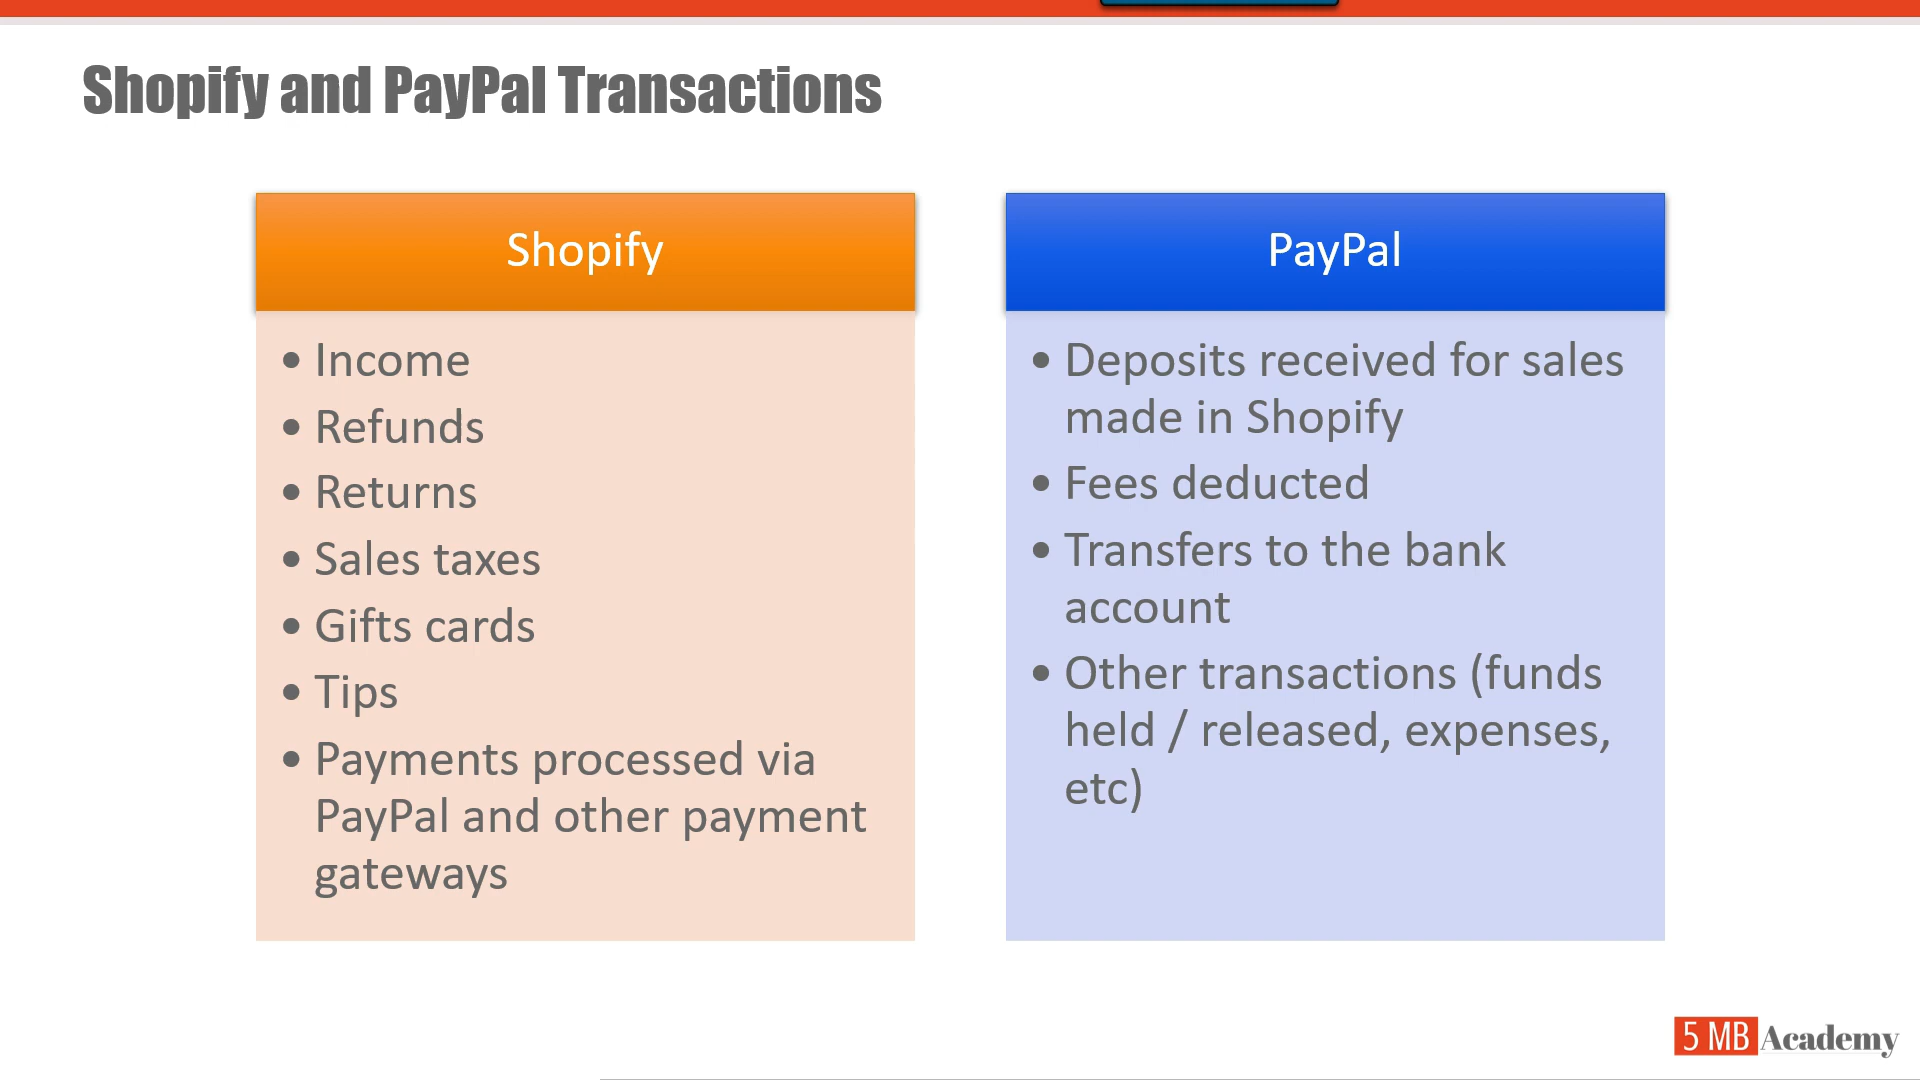 Shopify and PayPal Transactions
Shopify
• Income
• Refunds
• Returns
• Sales taxes
• Gifts cards
• Tips
• Payments processed via
PayPal and other payment
gateways
PayPal
• Deposits received for sales
made in Shopify
• Fees deducted
• Transfers to the bank
account
• Other transactions (funds
held / released, expenses,
etc)
5 MB Academy